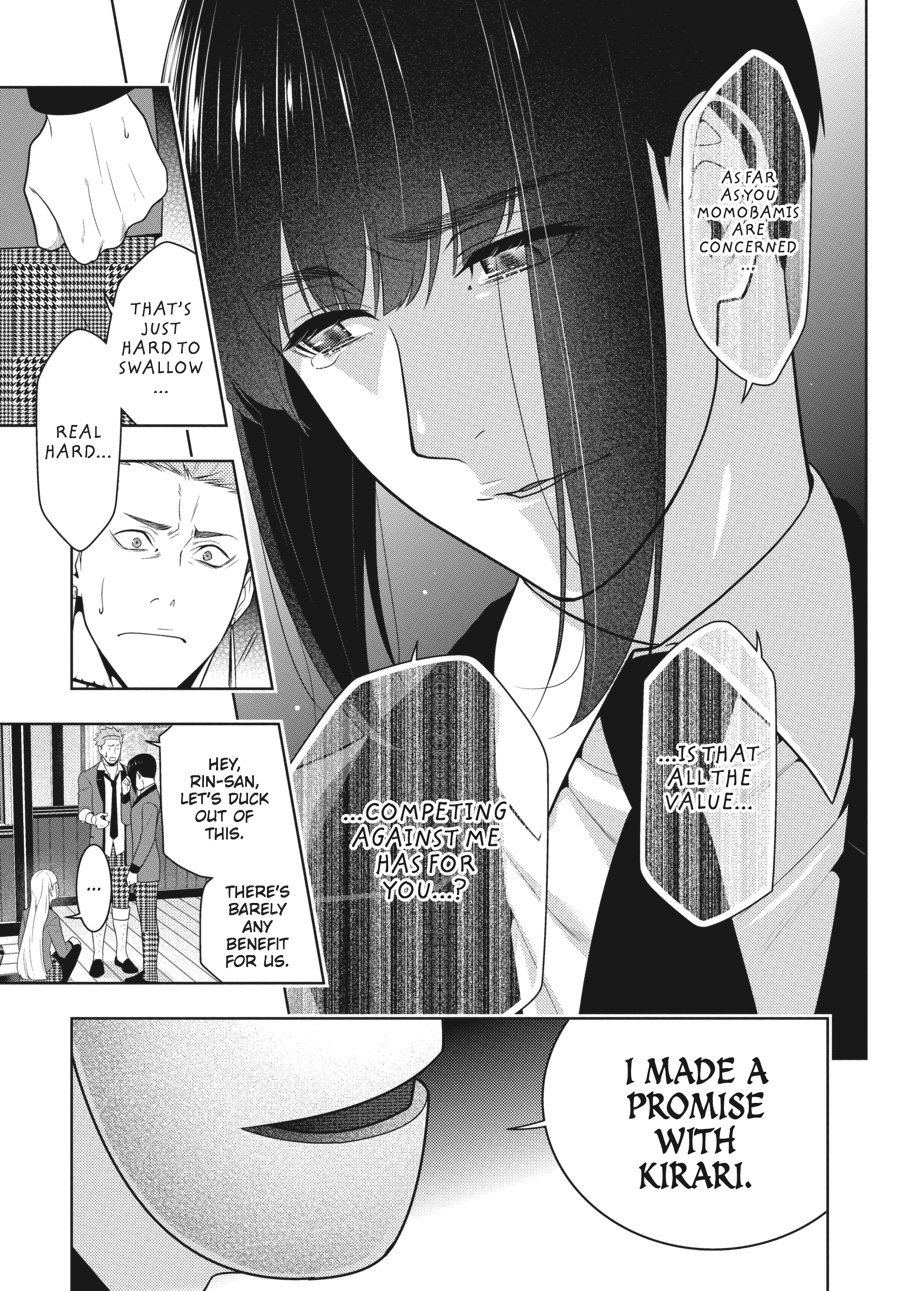 AS FAR
AS YOU
MOMOBAMIS
ARE
CONCERNED
...
...IS THAT
ALL THE
VALUE...
...COMPETING
AGAINST ME
HAS FOR
YOU...?
THAT'S
JUST
HARD TO
SWALLOW
...
REAL
HARD...
HEY,
RIN-SAN,
LET'S DUCK
OUT OF
THIS.
THERE'S
BARELY
ANY
BENEFIT
FOR US.
...
I MADE A
PROMISE
WITH
KIRARI.